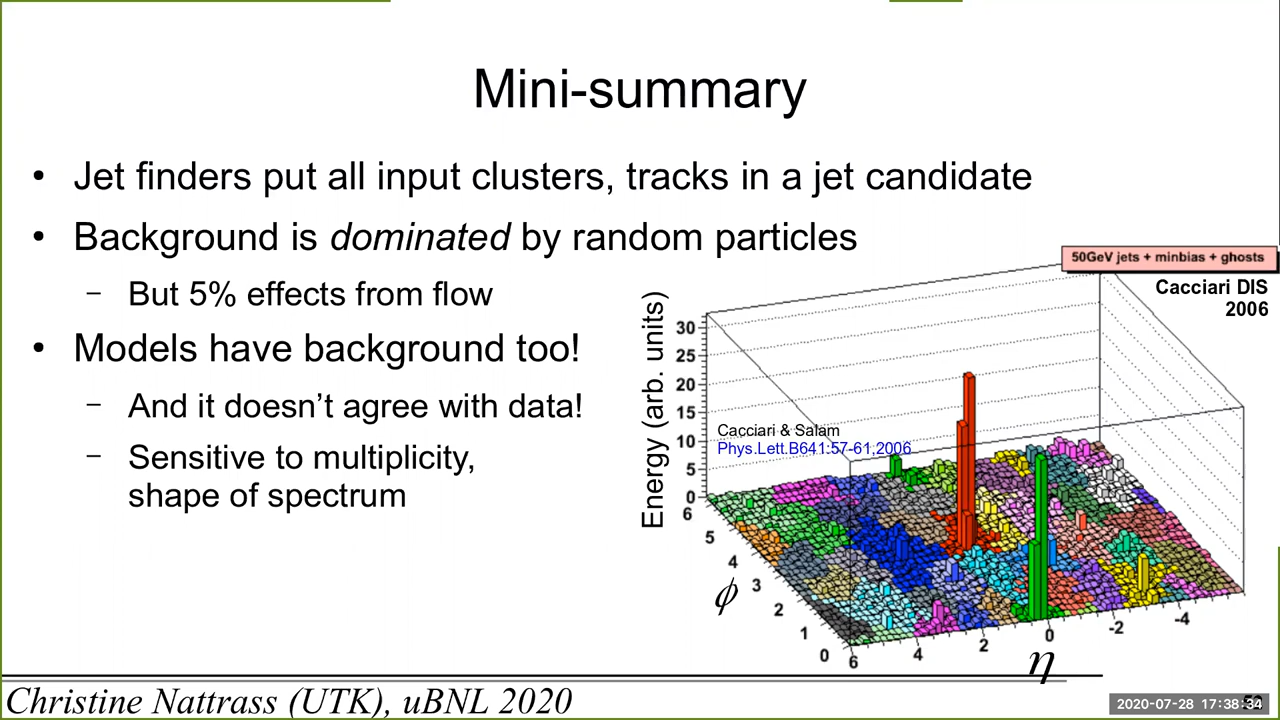 Mini-summary
• Jet finders put all input clusters, tracks in a jet candidate
• Background is dominated by random particles
– But 5% effects from flow
• Models have background too!
– And it doesn’t agree with data!
– Sensitive to multiplicity,
shape of spectrum
50GeV jets + minbias + ghosts
Cacciari DIS
2006
Energy (arb. units)
30
25
20
15
10
5
0
Cacciari & Salam
Phys.Lett.B641:57-61,2006
6
5
4
3
2
1
0
ϕ
6
4
2
0
-2
-4
η
Christine Nattrass (UTK), uBNL 2020
2020-07-28 17:38:34